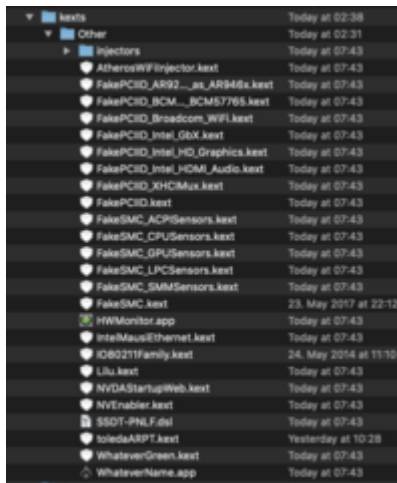 kexts Today at 02:38
Other Today at 02:31
injectors Today at 07:43
AtherosWiFiInjector.kext Today at 07:43
FakePCIID_AR92..._as_AR946x.kext Today at 07:43
FakePCIID_BCM..._BCM57765.kext Today at 07:43
FakePCIID_Broadcom_WiFi.kext Today at 07:43
FakePCIID_Intel_GbX.kext Today at 07:43
FakePCIID_Intel_HD_Graphics.kext Today at 07:43
FakePCIID_Intel_HDMI_Audio.kext Today at 07:43
FakePCIID_XHCIMux.kext Today at 07:43
FakePCIID.kext Today at 07:43
FakeSMC_ACPISensors.kext Today at 07:43
FakeSMC_CPUSensors.kext Today at 07:43
FakeSMC_GPUSensors.kext Today at 07:43
FakeSMC_LPCSensors.kext Today at 07:43
FakeSMC_SMMSensors.kext Today at 07:43
FakeSMC.kext 23. May 2017 at 22:12
HWMonitor.app Today at 07:43
IntelMausiEthernet.kext Today at 07:43
IO80211Family.kext 24. May 2014 at 11:10
Lilu.kext Today at 07:43
NVDAStartupWeb.kext Today at 07:43
NVEnabler.kext Today at 07:43
SSDT-PNLF.dsl Today at 07:43
toledaARPT.kext Yesterday at 10:28
WhateverGreen.kext Today at 07:43
WhateverName.app Today at 07:43